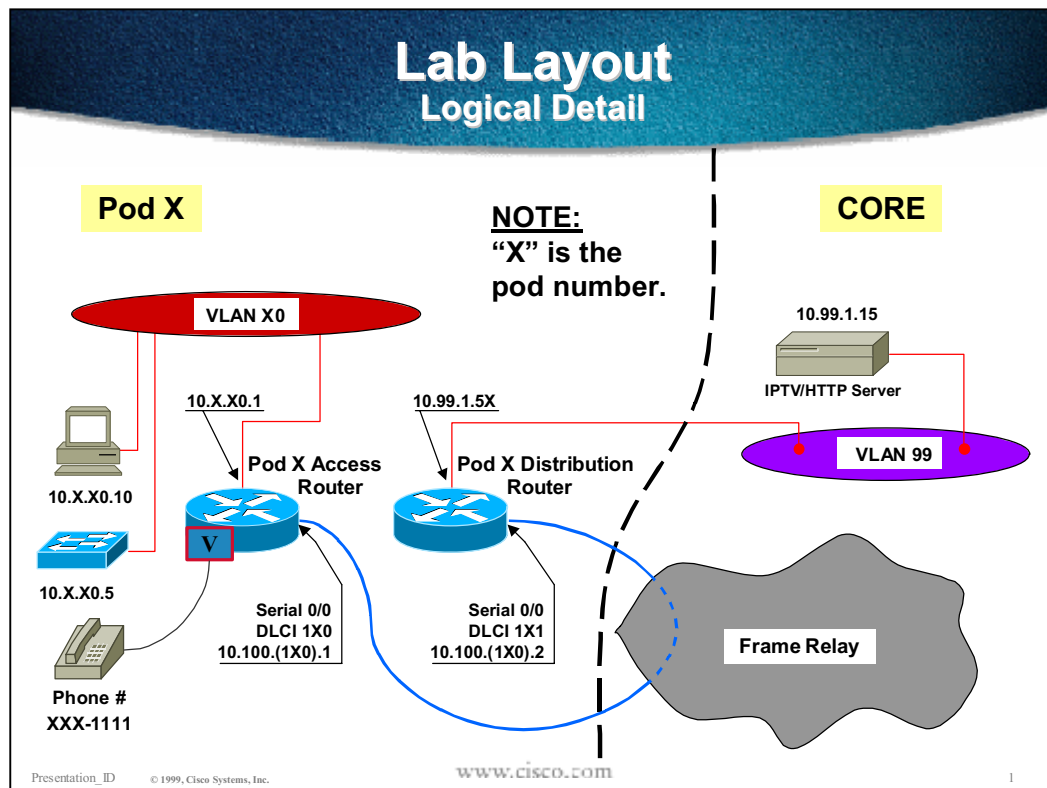 Lab Layout
Logical Detail
Pod X
NOTE:
“X” is the
pod number.
CORE
VLAN X0
10.99.1.15
IPTV/HTTP Server
10.X.X0.1
10.99.1.5X
VLAN 99
Pod X Access
Router
Pod X Distribution
Router
10.X.X0.10
V
10.X.X0.5
Serial 0/0
DLCI 1X0
10.100.(1X0).1
Serial 0/0
DLCI 1X1
10.100.(1X0).2
Frame Relay
Phone #
XXX-1111
Presentation_ID
© 1999, Cisco Systems, Inc.
www.cisco.com
1